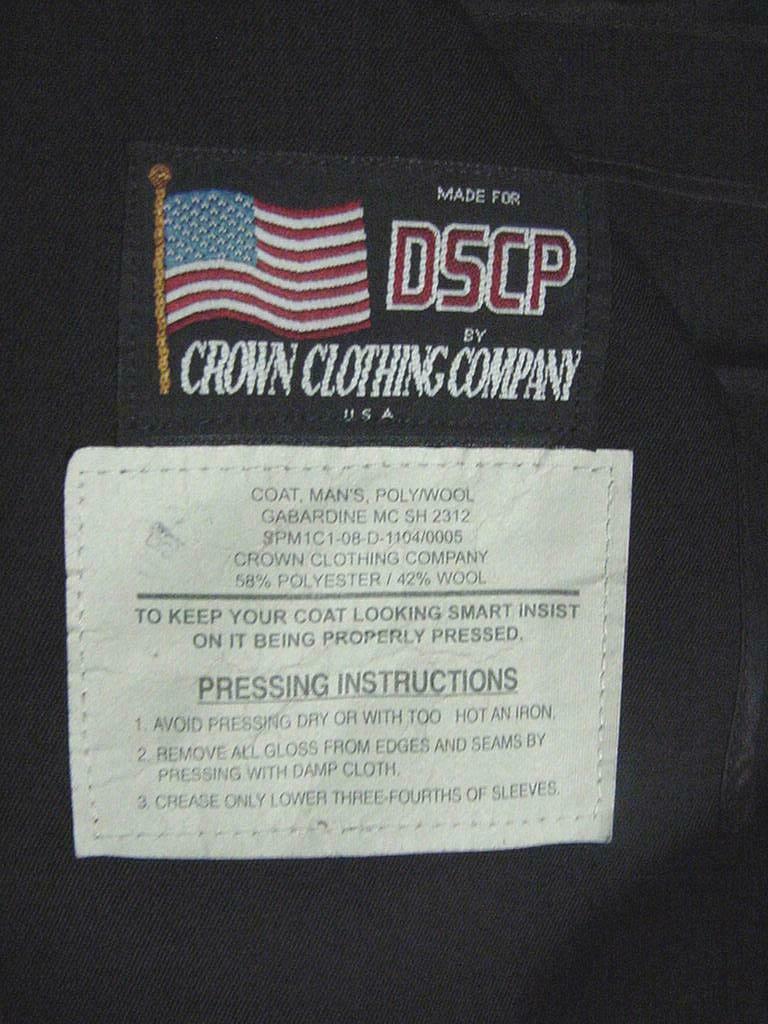 MADE FOR
DSCP
BY
CROWN CLOTHING COMPANY
USA
COAT, MAN'S, POLY/WOOL
GABARDINE MC SH 2312
SPM1C1-08-D-1104/0005
CROWN CLOTHING COMPANY
58% POLYESTER / 42% WOOL
TO KEEP YOUR COAT LOOKING SMART INSIST
ON IT BEING PROPERLY PRESSED.
PRESSING INSTRUCTIONS
1. AVOID PRESSING DRY OR WITH TOO HOT AN IRON.
2. REMOVE ALL GLOSS FROM EDGES AND SEAMS BY
PRESSING WITH DAMP CLOTH.
3. CREASE ONLY LOWER THREE-FOURTHS OF SLEEVES.